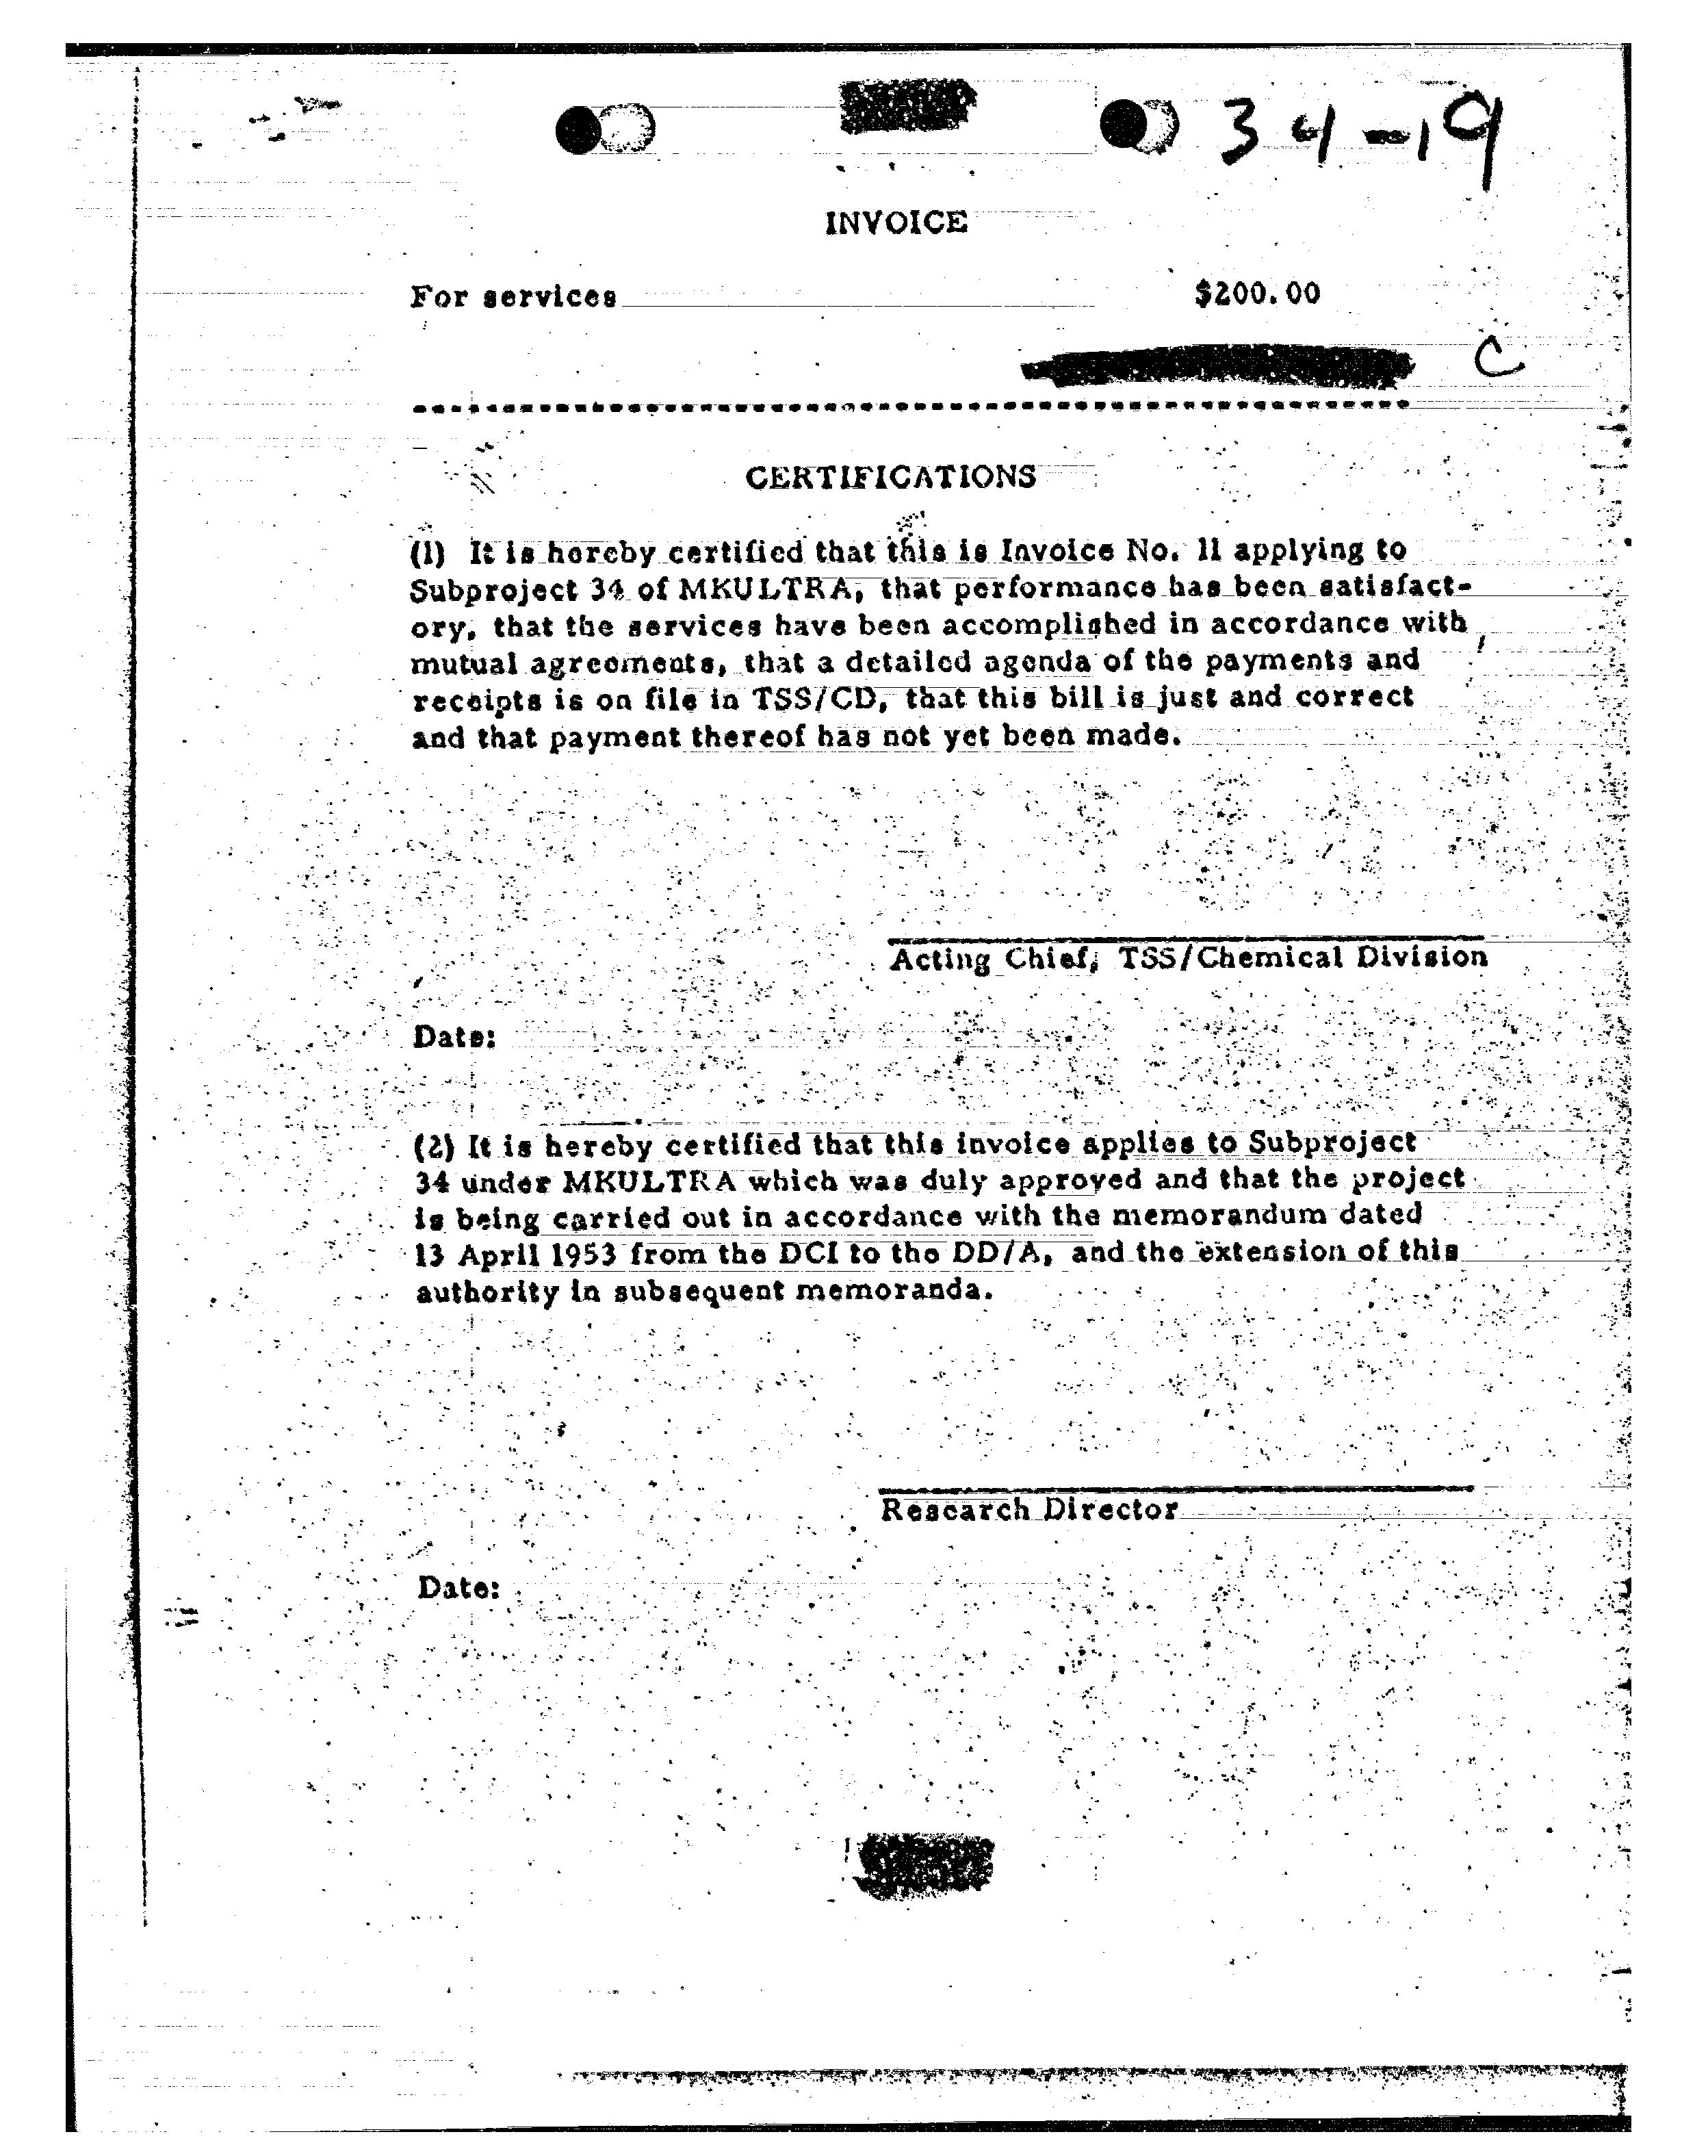 34-19
INVOICE
For services $200.00
C
CERTIFICATIONS
(1) It is hereby certified that this is Invoice No. 11 applying to
Subproject 34 of MKULTRA, that performance has been satisfact-
ory, that the services have been accomplished in accordance with
mutual agreements, that a detailed agenda of the payments and
receipts is on file in TSS/CD, that this bill is just and correct
and that payment thereof has not yet been made.
Acting Chief, TSS/Chemical Division
Date:
(2) It is hereby certified that this invoice applies to Subproject
34 under MKULTRA which was duly approved and that the project
is being carried out in accordance with the memorandum dated
13 April 1953 from the DCI to the DD/A, and the extension of this
authority in subsequent memoranda.
Research Director
Date: